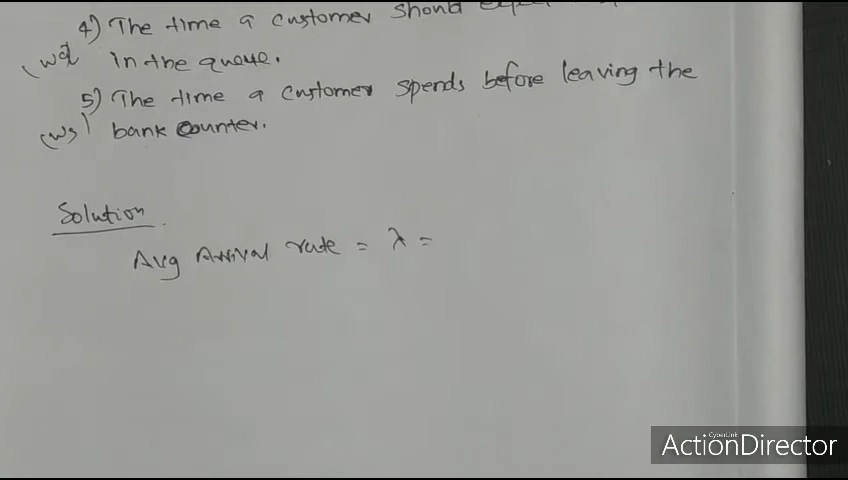 4) The time a customer should
(wq) in the queue.
5) The time a customer spends before leaving the
(ws) bank counter.
Solution
Avg Arrival rate = λ =
CyberLink
ActionDirector